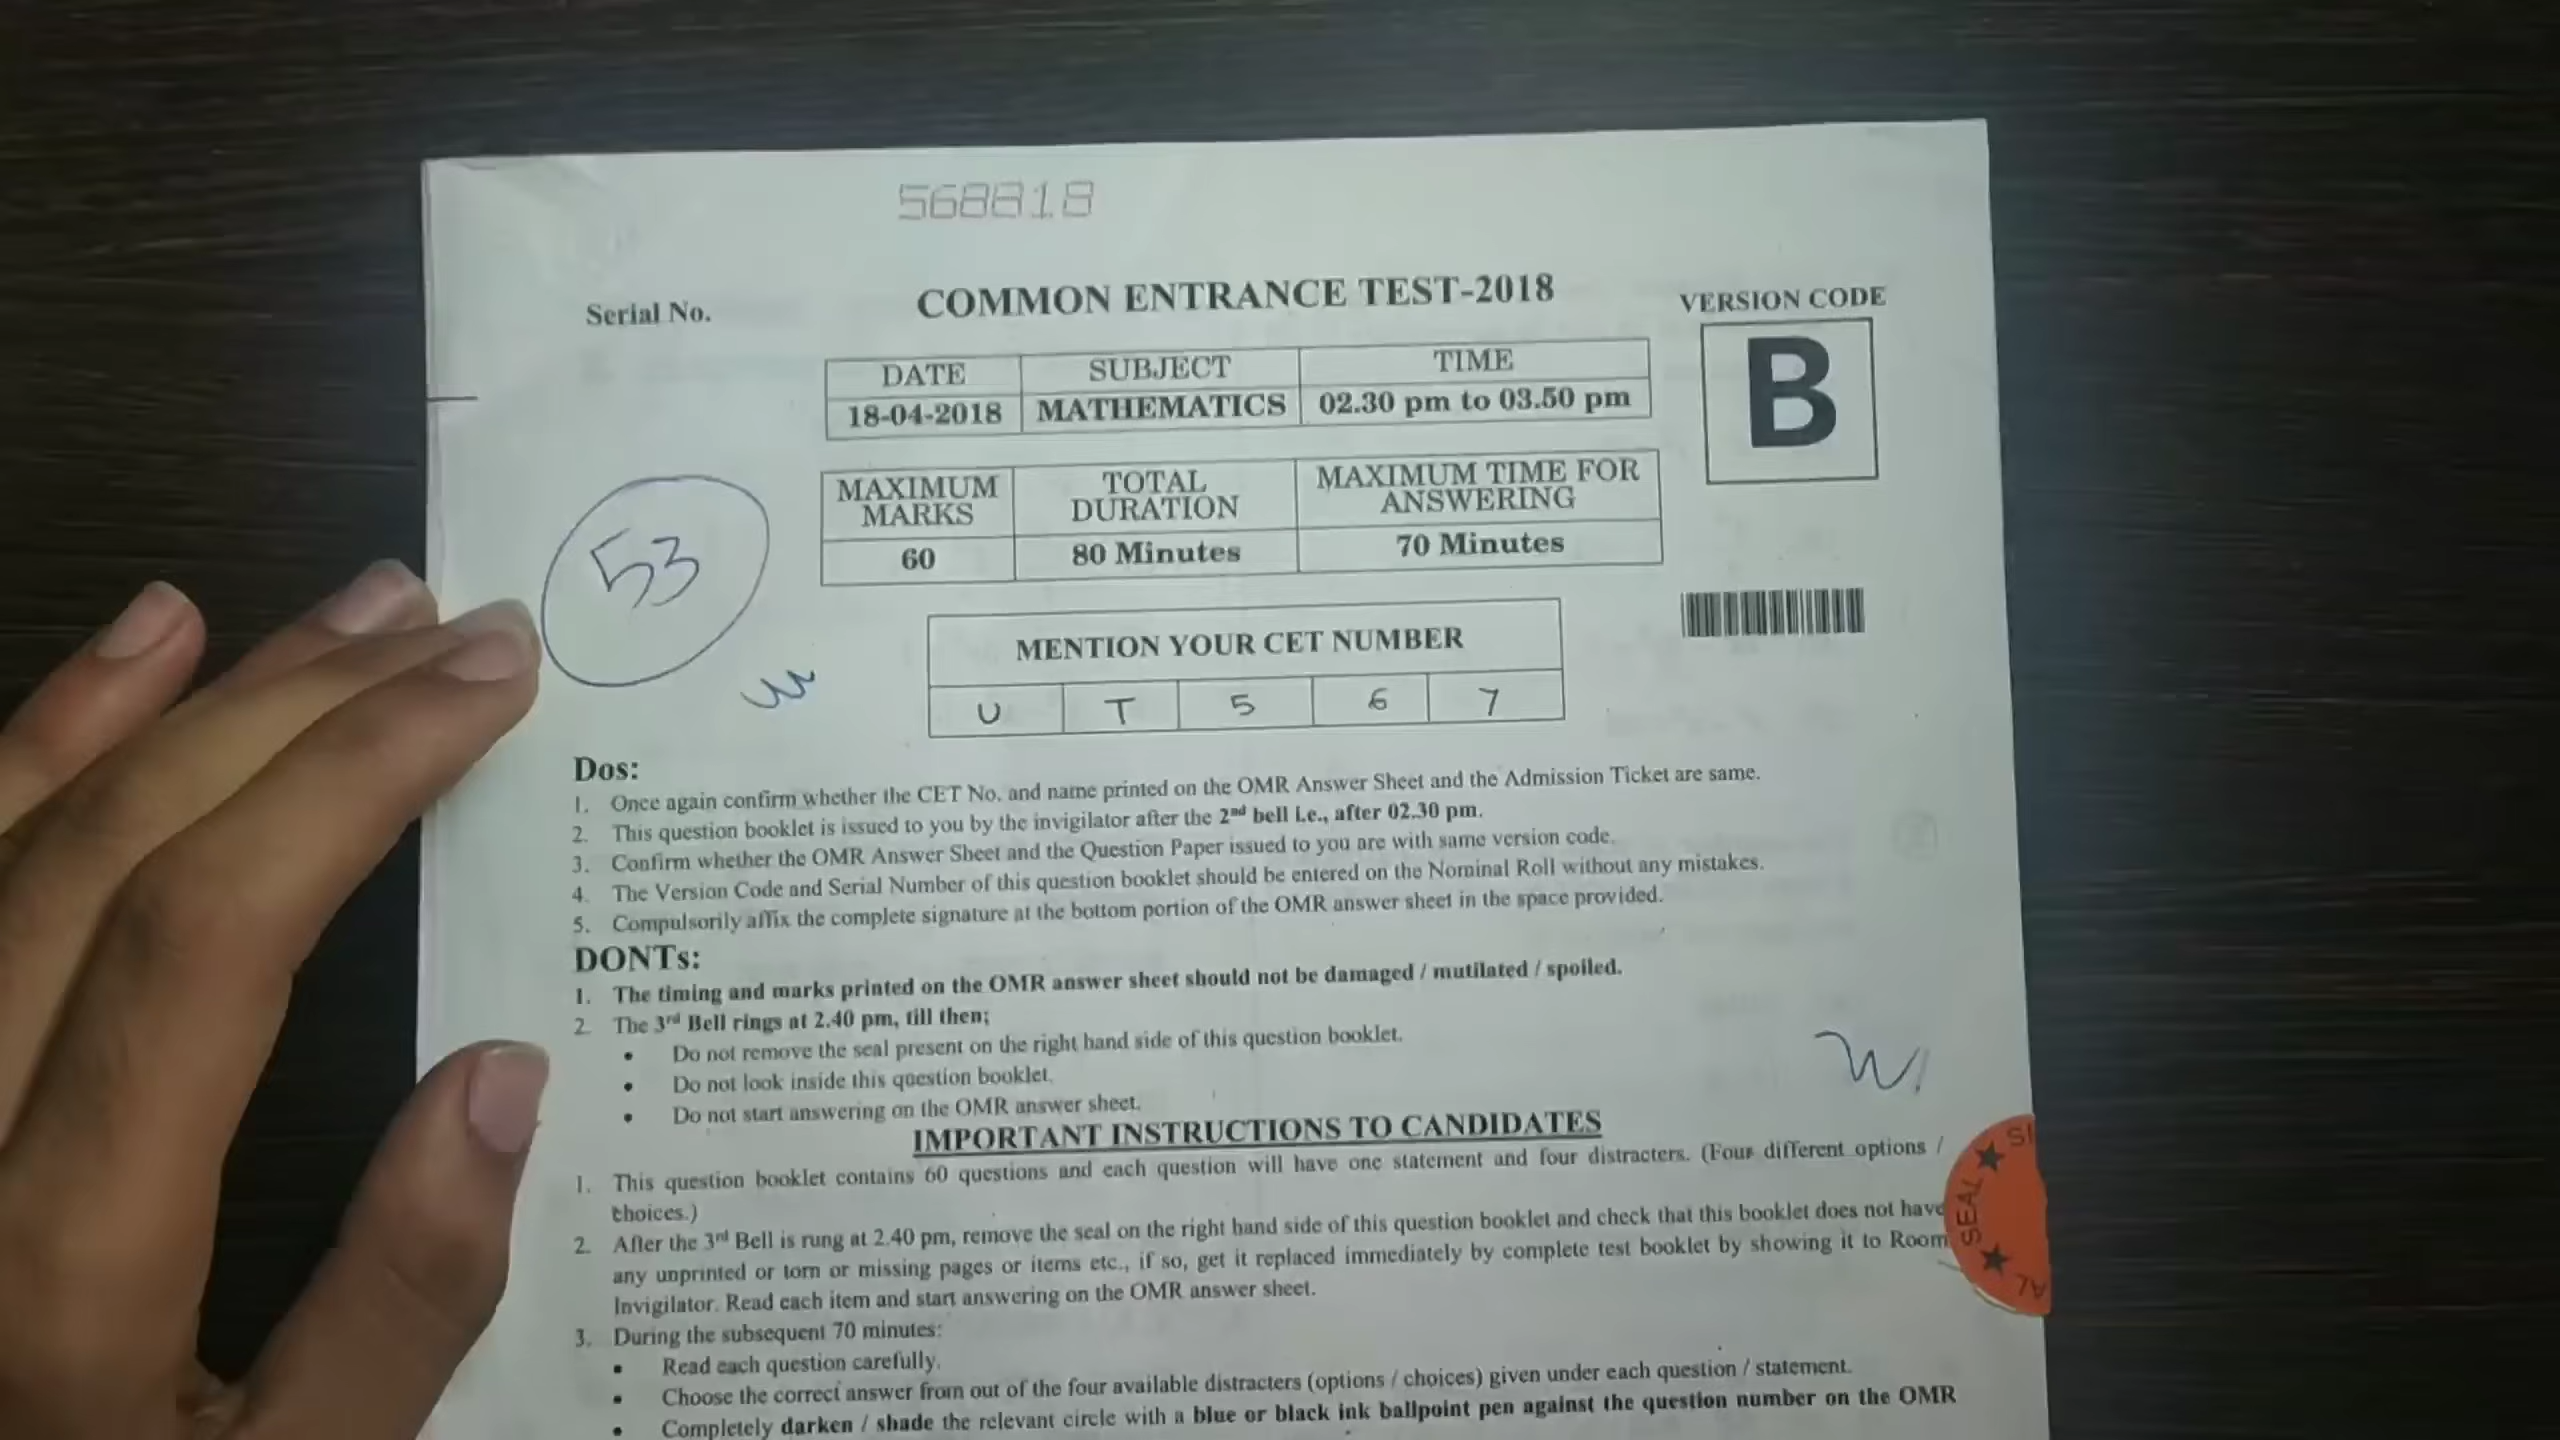 568818
Serial No.
COMMON ENTRANCE TEST-2018
VERSION CODE
B
DATE SUBJECT TIME
18-04-2018 MATHEMATICS 02.30 pm to 03.50 pm
MAXIMUM MARKS TOTAL DURATION MAXIMUM TIME FOR ANSWERING
60 80 Minutes 70 Minutes
53
MENTION YOUR CET NUMBER
U T 5 6 7
Dos:
1. Once again confirm whether the CET No. and name printed on the OMR Answer Sheet and the Admission Ticket are same.
2. This question booklet is issued to you by the invigilator after the 2nd bell i.e., after 02.30 pm.
3. Confirm whether the OMR Answer Sheet and the Question Paper issued to you are with same version code.
4. The Version Code and Serial Number of this question booklet should be entered on the Nominal Roll without any mistakes.
5. Compulsorily affix the complete signature at the bottom portion of the OMR answer sheet in the space provided.
DONTs:
1. The timing and marks printed on the OMR answer sheet should not be damaged / mutilated / spoiled.
2. The 3rd Bell rings at 2.40 pm, till then;
• Do not remove the seal present on the right hand side of this question booklet.
• Do not look inside this question booklet.
• Do not start answering on the OMR answer sheet.
IMPORTANT INSTRUCTIONS TO CANDIDATES
1. This question booklet contains 60 questions and each question will have one statement and four distracters. (Four different options /
choices.)
2. After the 3rd Bell is rung at 2.40 pm, remove the seal on the right hand side of this question booklet and check that this booklet does not have
any unprinted or torn or missing pages or items etc., if so, get it replaced immediately by complete test booklet by showing it to Room
Invigilator. Read each item and start answering on the OMR answer sheet.
SEAL
3. During the subsequent 70 minutes:
• Read each question carefully.
• Choose the correct answer from out of the four available distracters (options / choices) given under each question / statement.
• Completely darken / shade the relevant circle with a blue or black ink ballpoint pen against the question number on the OMR